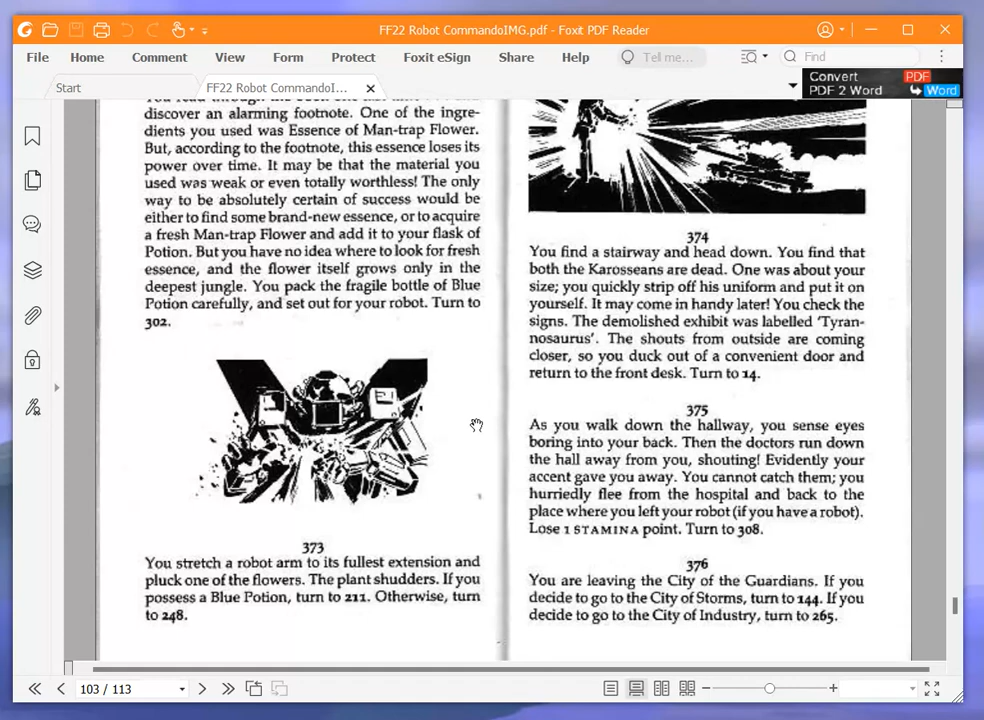 FF22 Robot CommandoIMG.pdf - Foxit PDF Reader
File Home Comment View Form Protect Foxit eSign Share Help Tell me... Find
Start FF22 Robot CommandoI... Convert PDF
PDF 2 Word Word
discover an alarming footnote. One of the ingre-
dients you used was Essence of Man-trap Flower.
But, according to the footnote, this essence loses its
power over time. It may be that the material you
used was weak or even totally worthless! The only
way to be absolutely certain of success would be
either to find some brand-new essence, or to acquire
a fresh Man-trap Flower and add it to your flask of
Potion. But you have no idea where to look for fresh
essence, and the flower itself grows only in the
deepest jungle. You pack the fragile bottle of Blue
Potion carefully, and set out for your robot. Turn to
302.
373
You stretch a robot arm to its fullest extension and
pluck one of the flowers. The plant shudders. If you
possess a Blue Potion, turn to 211. Otherwise, turn
to 248.
374
You find a stairway and head down. You find that
both the Karosseans are dead. One was about your
size; you quickly strip off his uniform and put it on
yourself. It may come in handy later! You check the
signs. The demolished exhibit was labelled 'Tyran-
nosaurus'. The shouts from outside are coming
closer, so you duck out of a convenient door and
return to the front desk. Turn to 14.
375
As you walk down the hallway, you sense eyes
boring into your back. Then the doctors run down
the hall away from you, shouting! Evidently your
accent gave you away. You cannot catch them; you
hurriedly flee from the hospital and back to the
place where you left your robot (if you have a robot).
Lose 1 STAMINA point. Turn to 308.
376
You are leaving the City of the Guardians. If you
decide to go to the City of Storms, turn to 144. If you
decide to go to the City of Industry, turn to 265.
103 / 113